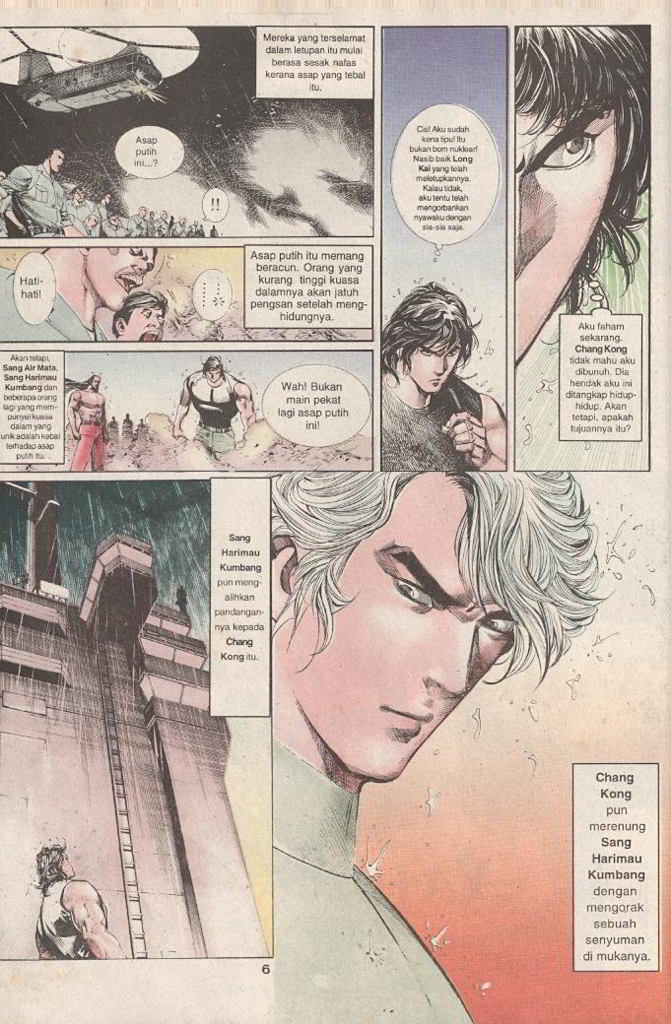 Mereka yang terselamat
dalam letupan itu mulai
berasa sesak nafas
kerana asap yang tebal
itu.
Asap
putih
ini...?
!!
Hati-
hati!
......
Asap putih itu memang
beracun. Orang yang
kurang tinggi kuasa
dalamnya akan jatuh
pengsan setelah meng-
hidungnya.
Akan tetapi,
Sang Air Mata,
Sang Harimau
Kumbang dan
beberapa orang
lagi yang mem-
punyai kuasa
unik adalah kebal
terhadap asap
putih itu...
Wah! Bukan
main pekat
lagi asap putih
ini!
Cis! Aku sudah
kena tipu! Itu
bukan bom nuklear!
Nasib baik Long
Kai yang telah
meletupkannya.
Kalau tidak,
aku tentu telah
mengorbankan
nyawaku dengan
sia-sia saja.
Aku faham
sekarang.
Chang Kong
tidak mahu aku
dibunuh. Dia
hendak aku ini
ditangkap hidup-
hidup. Akan
tetapi, apakah
tujuannya itu?
Sang
Harimau
Kumbang
pun meng-
alihkan
pandangan-
nya kepada
Chang
Kong itu.
Chang
Kong
pun
merenung
Sang
Harimau
Kumbang
dengan
mengorak
sebuah
senyuman
di mukanya.
6